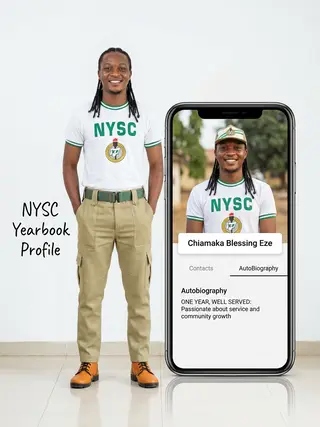 NYSC
NYSC
Yearbook
Profile
NYSC
Chiamaka Blessing Eze
Contacts
AutoBiography
Autobiography
ONE YEAR, WELL SERVED:
Passionate about service and
community growth